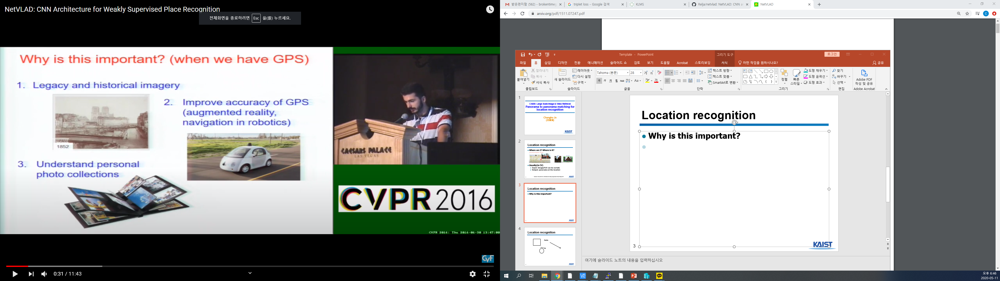 NetVLAD: CNN Architecture for Weakly Supervised Place Recognition
전체화면을 종료하려면 Esc 을(를) 누르세요.
Why is this important? (when we have GPS)
1. Legacy and historical imagery
1852
2. Improve accuracy of GPS
(augmented reality,
navigation in robotics)
3. Understand personal
photo collections
CAESARS PALACE
LAS VEGAS
CVPR 2016
CVPR 2016: Thu 2016-06-30 13:47:00
CVF
0:31 / 11:43
받은편지함 (562) - brokentime
triplet loss - Google 검색
KLMS
Relja/netvlad: NetVLAD: CNN a
NetVLAD
arxiv.org/pdf/1511.07247.pdf
C
Template - PowerPoint
그리기 도구
로그인
파일 홈 삽입 디자인 전환 애니메이션 슬라이드 쇼 검토 보기 도움말 Acrobat 스토리보딩 서식 어떤 작업을 원하시나요? 공유
붙여넣기
잘라내기
복사
서식 복사
클립보드
새 슬라이드
레이아웃
다시 설정
구역
슬라이드
Tahoma (본문) 28
글꼴
텍스트 방향
텍스트 맞춤
SmartArt로 변환
단락
정렬
빠른
스타일
도형 채우기
도형 윤곽선
도형 효과
그리기
찾기
바꾸기
선택
편집
Adobe PDF
작성 및 공유
Adobe Acrobat
1
CS688: Large-Scale Image & Video Retrieval
Panorama to panorama matching for
location recognition
Changho Jo
KAIST
2
Location recognition
Where am I? Where is it?
Usually(in CV)
Input: Image(FoV can be varied)
Output: panorama at the location
KAIST
3
Location recognition
Why is this important?
KAIST
4
Location recognition
Hello
KAIST
Location recognition
Why is this important?
3
KAIST
여기에 슬라이드 노트의 내용을 입력하십시오
오후 6:46
2020-05-11